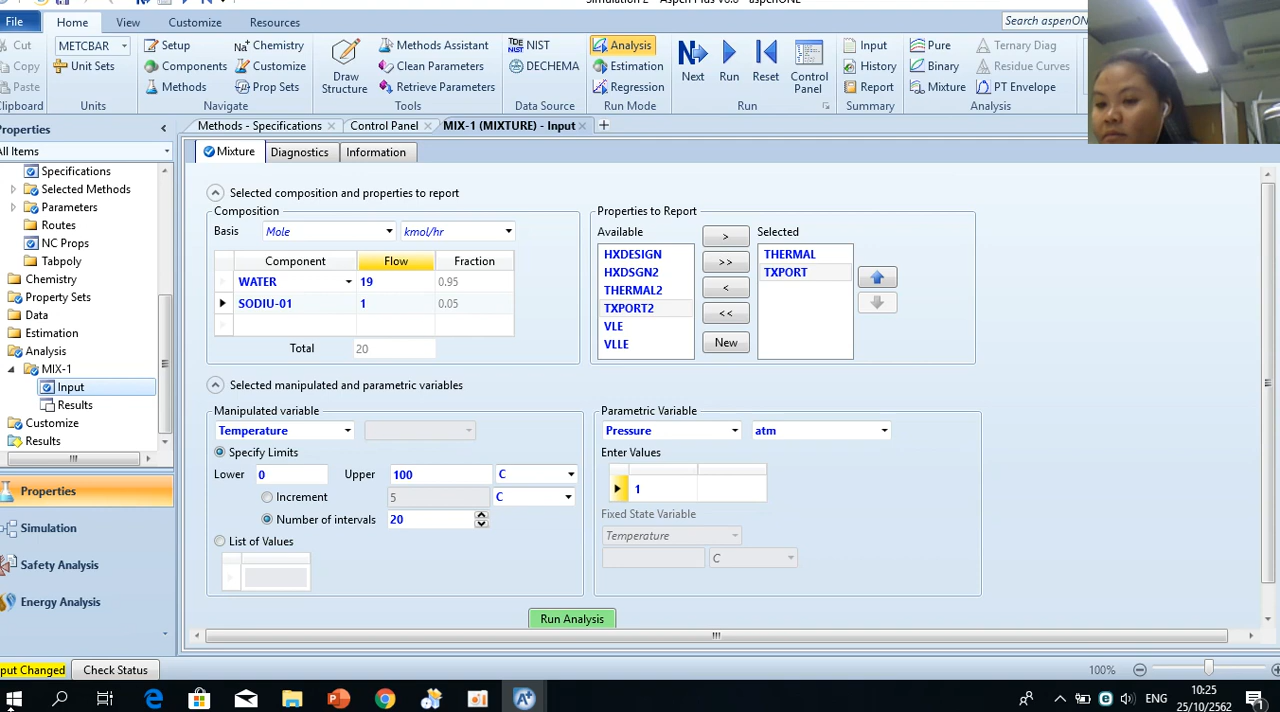 Simulation 2 - Aspen Plus V8.8 - aspenONE
File Home View Customize Resources Search aspenON
Cut METCBAR Setup Chemistry Methods Assistant NIST Analysis Input Pure Ternary Diag
Copy Unit Sets Components Customize Clean Parameters DECHEMA Estimation History Binary Residue Curves
Paste Methods Prop Sets Draw Structure Retrieve Parameters Regression Next Run Reset Control Panel Report Mixture PT Envelope
Clipboard Units Navigate Tools Data Source Run Mode Run Summary Analysis
Properties
Methods - Specifications Control Panel MIX-1 (MIXTURE) - Input +
All Items
Mixture Diagnostics Information
Specifications
Selected Methods
Parameters
Routes
NC Props
Tabpoly
Chemistry
Property Sets
Data
Estimation
Analysis
MIX-1
Input
Results
Customize
Results
Properties
Simulation
Safety Analysis
Energy Analysis
Selected composition and properties to report
Composition
Basis Mole kmol/hr
Component Flow Fraction
WATER 19 0.95
SODIU-01 1 0.05
Total 20
Properties to Report
Available Selected
HXDESIGN
HXDSGN2
THERMAL2
TXPORT2
VLE
VLLE
>
>>
<
<<
New
THERMAL
TXPORT
Selected manipulated and parametric variables
Manipulated variable
Temperature
Specify Limits
Lower 0 Upper 100 C
Increment 5 C
Number of intervals 20
List of Values
Parametric Variable
Pressure atm
Enter Values
1
Fixed State Variable
Temperature
C
Run Analysis
put Changed Check Status 100%
ENG 10:25
25/10/2562